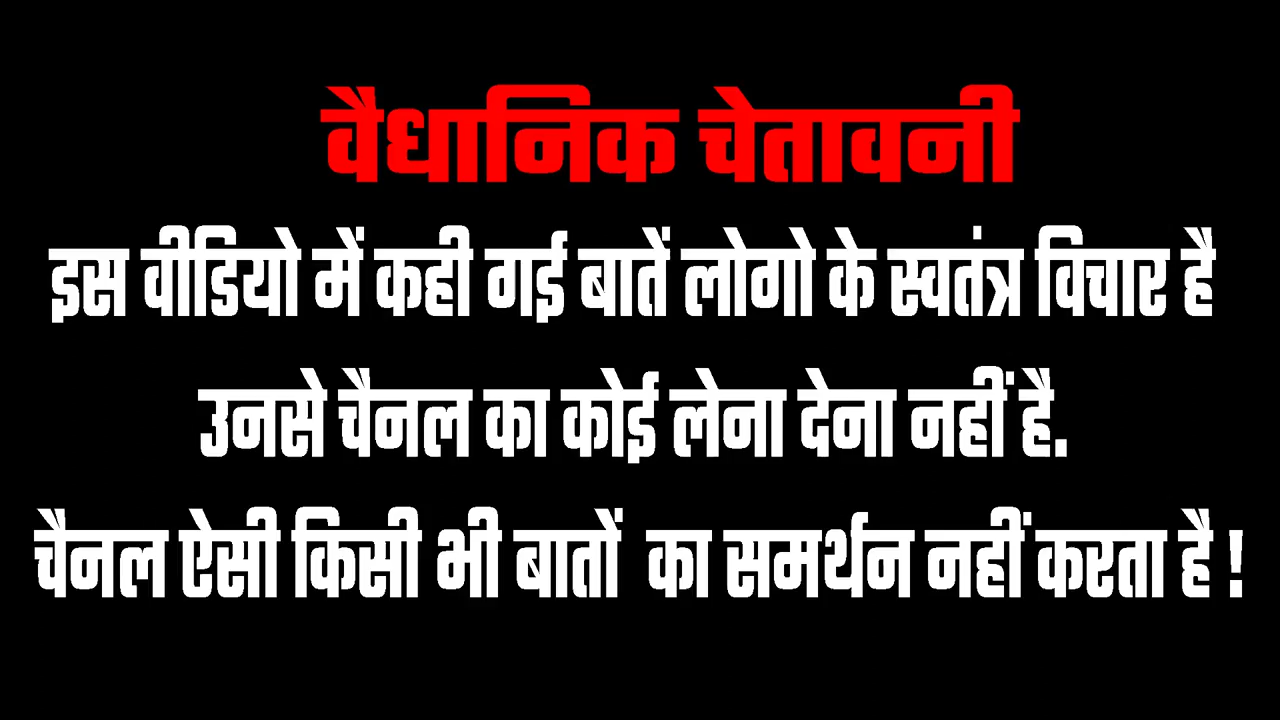 वैधानिक चेतावनी
इस वीडियो में कही गई बातें लोगो के स्वतंत्र विचार है
उनसे चैनल का कोई लेना देना नहीं है.
चैनल ऐसी किसी भी बातों का समर्थन नहीं करता है !